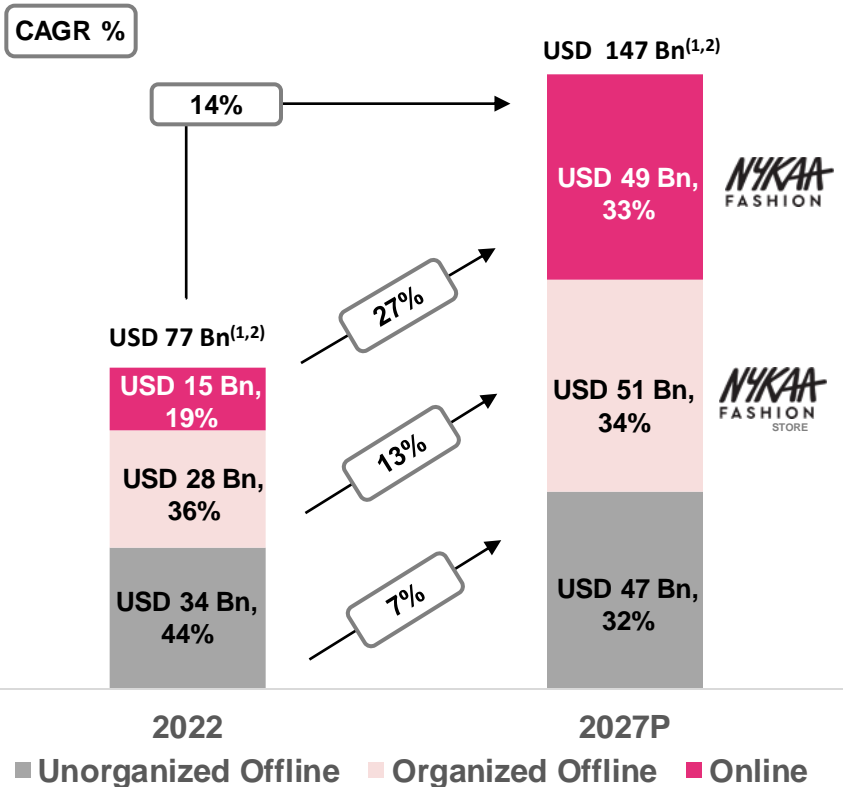 CAGR %
USD 147 Bn(1,2)
14%
USD 49 Bn,
33%
NYKAA
FASHION
27%
USD 77 Bn(1,2)
USD 15 Bn,
19%
USD 51 Bn,
34%
NYKAA
FASHION
STORE
13%
USD 28 Bn,
36%
USD 34 Bn,
44%
7%
USD 47 Bn,
32%
2022
2027P
Unorganized Offline
Organized Offline
Online